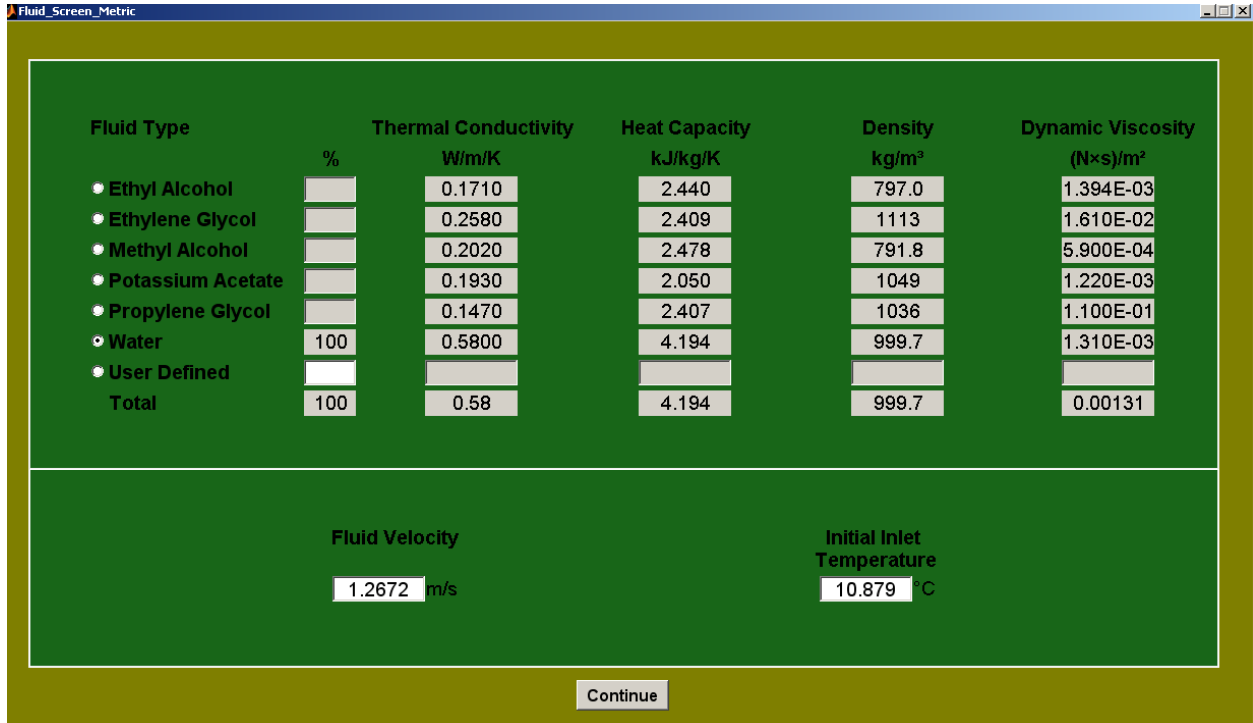 Fluid_Screen_Metric
Fluid Type Thermal Conductivity Heat Capacity Density Dynamic Viscosity
% W/m/K kJ/kg/K kg/m³ (N×s)/m²
Ethyl Alcohol 0.1710 2.440 797.0 1.394E-03
Ethylene Glycol 0.2580 2.409 1113 1.610E-02
Methyl Alcohol 0.2020 2.478 791.8 5.900E-04
Potassium Acetate 0.1930 2.050 1049 1.220E-03
Propylene Glycol 0.1470 2.407 1036 1.100E-01
Water 100 0.5800 4.194 999.7 1.310E-03
User Defined
Total 100 0.58 4.194 999.7 0.00131
Fluid Velocity Initial Inlet
Temperature
1.2672 m/s 10.879 °C
Continue